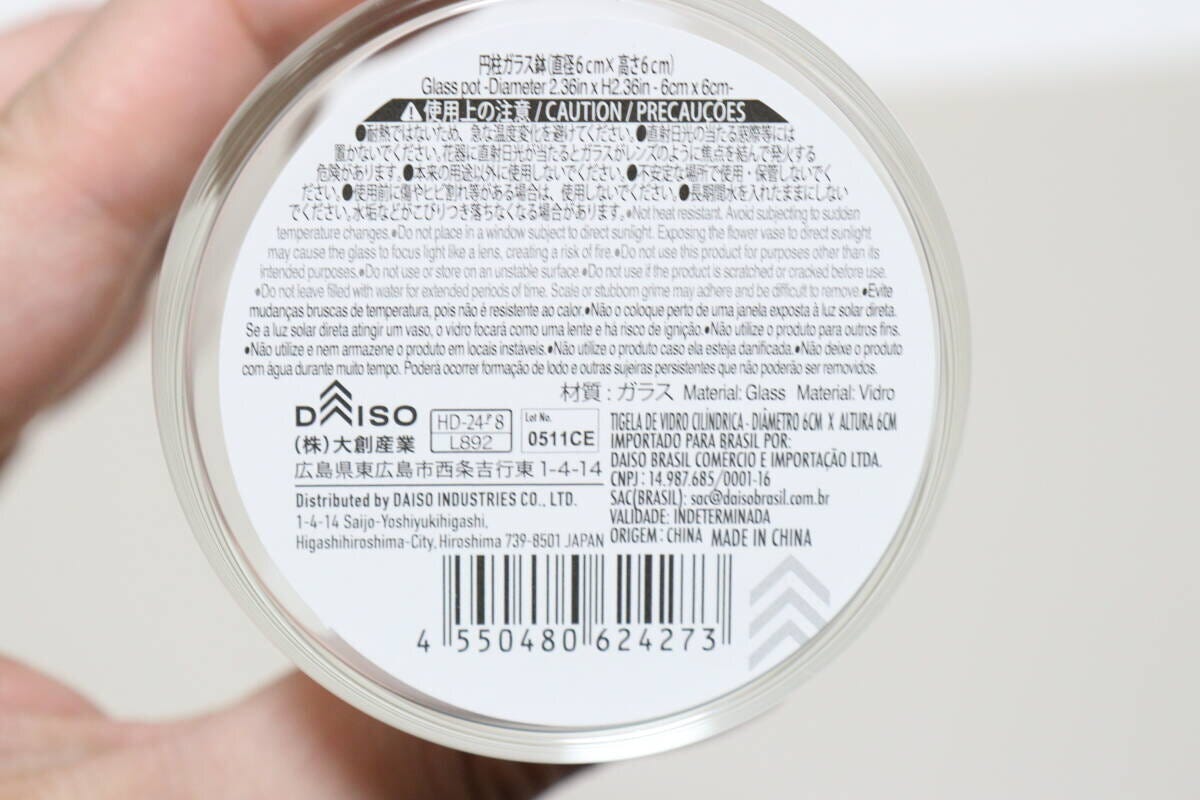 円柱ガラス鉢(直径6cm×高さ6cm)
Glass pot -Diameter 2.36in x H2.36in - 6cm x 6cm-
使用上の注意/CAUTION/PRECAUÇÕES
●耐熱ではないため、急な温度変化を避けてください。●直射日光の当たる窓際等には
置かないでください。花器に直射日光が当たるとガラスがレンズのように焦点を結んで発火する
危険があります。●本来の用途以外に使用しないでください。●不安定な場所で使用・保管しないでく
ださい。●使用前に傷やヒビ割れ等がある場合は、使用しないでください。●長期間水を入れたままにしない
でください。水垢などがこびりつき落ちなくなる場合があります。●Not heat resistant. Avoid subjecting to sudden
temperature changes.●Do not place in a window subject to direct sunlight. Exposing the flower vase to direct sunlight
may cause the glass to focus light like a lens, creating a risk of fire.●Do not use this product for purposes other than its
intended purposes.●Do not use or store on an unstable surface.●Do not use if the product is scratched or cracked before use.
●Do not leave filled with water for extended periods of time. Scale or stubborn grime may adhere and be difficult to remove.●Evite
mudanças bruscas de temperatura, pois não é resistente ao calor.●Não o coloque perto de uma janela exposta à luz solar direta.
Se a luz solar direta atingir um vaso, o vidro focará como uma lente e há risco de ignição.●Não utilize o produto para outros fins.
●Não utilize e nem armazene o produto em locais instáveis.●Não utilize o produto caso ela esteja danificada.●Não deixe o produto
com água durante muito tempo. Poderá ocorrer formação de lodo e outras sujeiras persistentes que não poderão ser removidos.
材質:ガラス Material: Glass Material: Vidro
DAISO
(株)大創産業
HD-24 8
L892
Lot No.
0511CE
広島県東広島市西条吉行東1-4-14
Distributed by DAISO INDUSTRIES CO., LTD.
1-4-14 Saijo-Yoshiyukihigashi,
Higashihiroshima-City, Hiroshima 739-8501 JAPAN
TIGELA DE VIDRO CILÍNDRICA - DIÂMETRO 6CM X ALTURA 6CM
IMPORTADO PARA BRASIL POR:
DAISO BRASIL COMERCIO E IMPORTAÇÃO LTDA.
CNPJ: 14.987.685/0001-16
SAC(BRASIL): sac@daisobrasil.com.br
VALIDADE: INDETERMINADA
ORIGEM: CHINA MADE IN CHINA
4 550480 624273